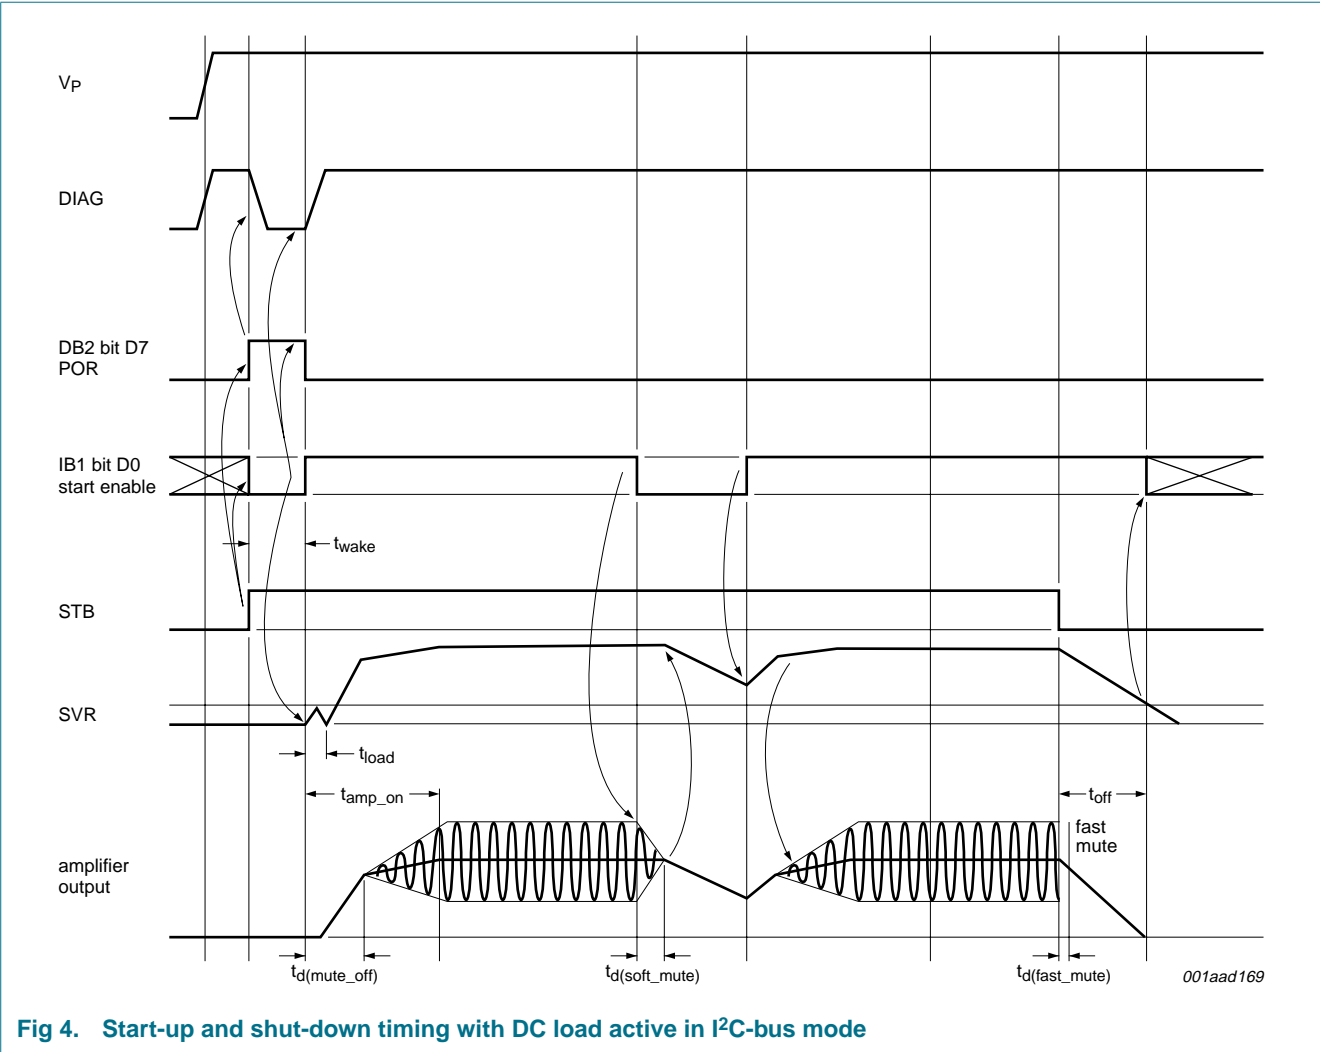 VP
DIAG
DB2 bit D7
POR
IB1 bit D0
start enable
twake
STB
SVR
tload
tamp_on
toff
fast
mute
amplifier
output
td(mute_off)
td(soft_mute)
td(fast_mute)
001aad169
Fig 4. Start-up and shut-down timing with DC load active in I2C-bus mode